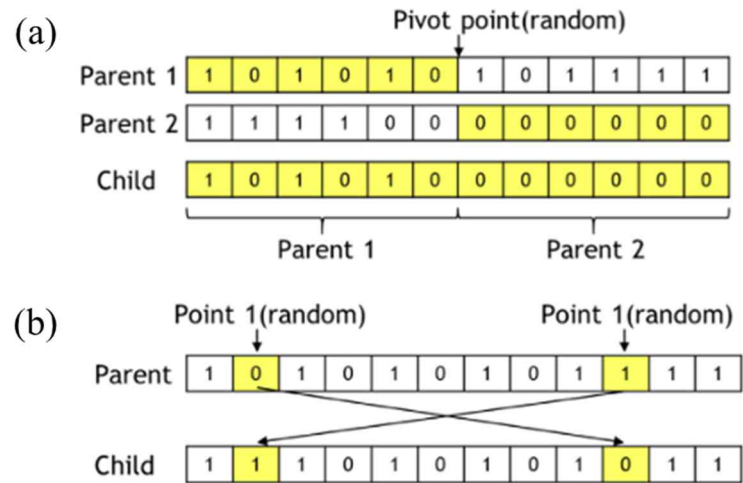 (a)
Pivot point(random)
Parent 1 1 0 1 0 1 0 1 0 1 1 1 1
Parent 2 1 1 1 1 0 0 0 0 0 0 0 0
Child 1 0 1 0 1 0 0 0 0 0 0 0
Parent 1 Parent 2
(b)
Point 1(random) Point 1(random)
Parent 1 0 1 0 1 0 1 0 1 1 1 1
Child 1 1 1 0 1 0 1 0 1 0 1 1